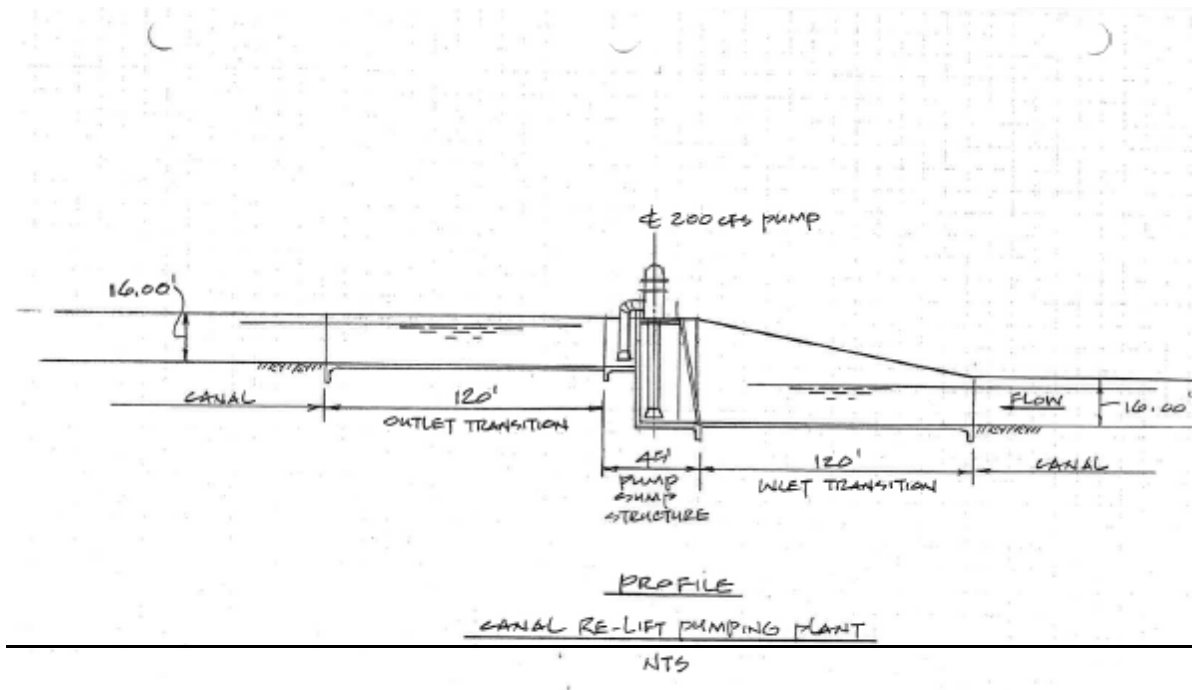 ℄ 200 CFS PUMP
16.00'
CANAL
120'
OUTLET TRANSITION
45'
PUMP
SUMP
STRUCTURE
120'
INLET TRANSITION
FLOW
16.00'
CANAL
PROFILE
CANAL RE-LIFT PUMPING PLANT
NTS